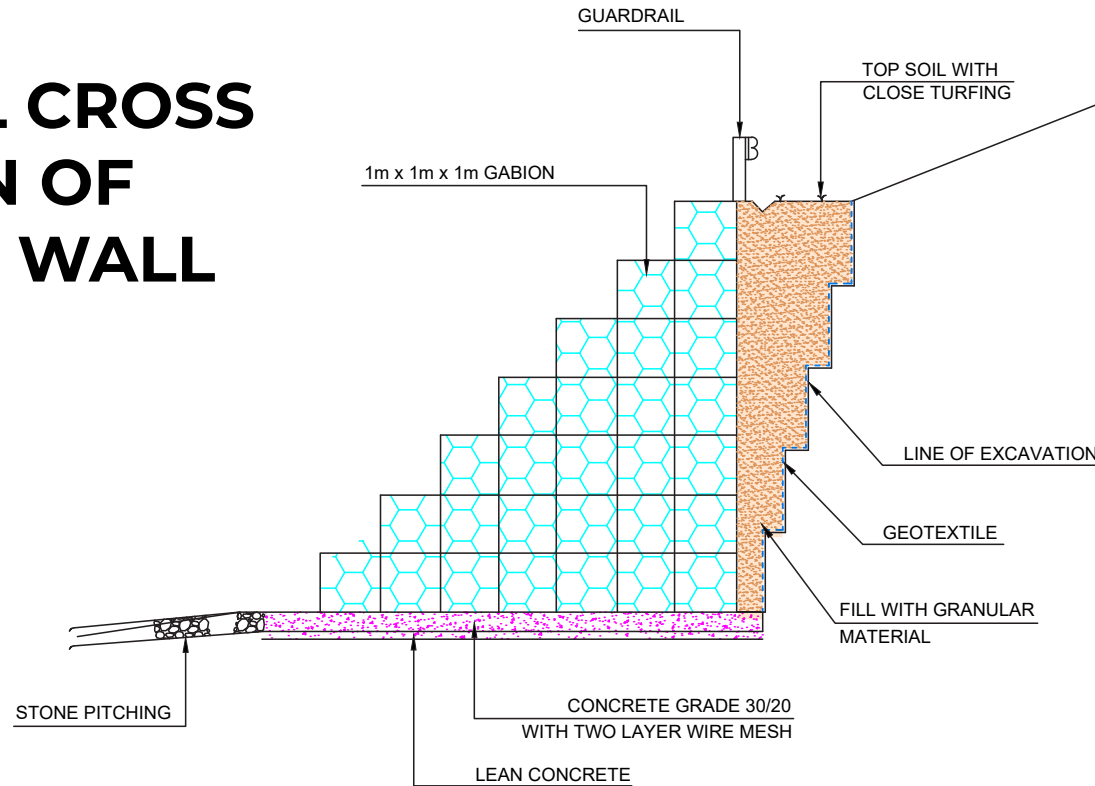 GUARDRAIL
TOP SOIL WITH
CLOSE TURFING
CROSS
OF
WALL
1m x 1m x 1m GABION
LINE OF EXCAVATION
GEOTEXTILE
FILL WITH GRANULAR
MATERIAL
STONE PITCHING
CONCRETE GRADE 30/20
WITH TWO LAYER WIRE MESH
LEAN CONCRETE